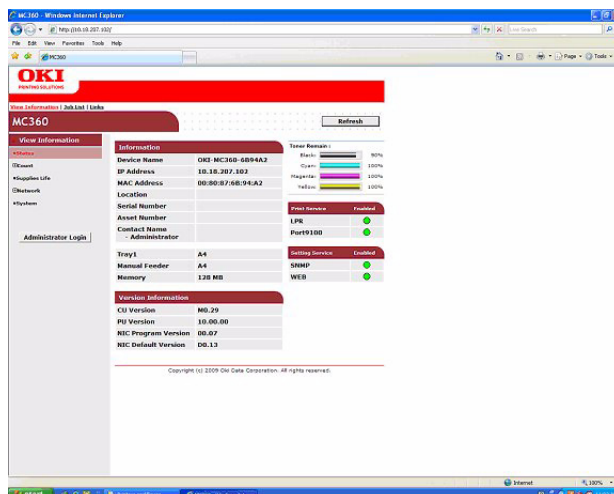 MC360 - Windows Internet Explorer
http://10.19.207.102/
Live Search
File Edit View Favorites Tools Help
MC360
Page Tools
OKI
PRINTING SOLUTIONS
View Information | Job List | Links
MC360
Refresh
View Information
Status
Count
Supplies Life
Network
System
Administrator Login
Information
Device Name OKI-MC360-6B94A2
IP Address 10.18.207.102
MAC Address 00:80:87:6B:94:A2
Location
Serial Number
Asset Number
Contact Name
- Administrator
Tray1 A4
Manual Feeder A4
Memory 128 MB
Version Information
CU Version M0.29
PU Version 10.00.00
NIC Program Version 00.07
NIC Default Version D0.13
Toner Remain :
Black: 90%
Cyan: 100%
Magenta: 100%
Yellow: 100%
Print Service Enabled
LPR
Port9100
Setting Service Enabled
SNMP
WEB
Copyright (c) 2009 Oki Data Corporation. All rights reserved.
Internet 100%